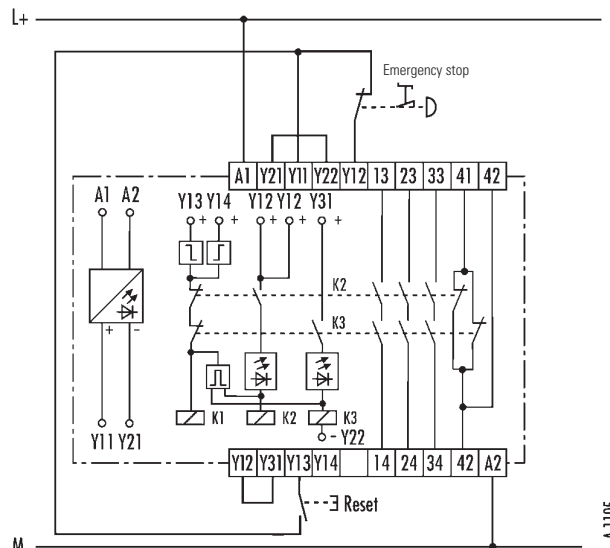 L+
Emergency stop
A1 Y21 Y11 Y22 Y12 13 23 33 41 42
A1 A2 Y13 Y14 Y12 Y12 Y31
+ + + + +
K2
K3
+ -
K1 K2 K3
Y11 Y21 - Y22
Y12 Y31 Y13 Y14 14 24 34 42 A2
Reset
M
A 1105